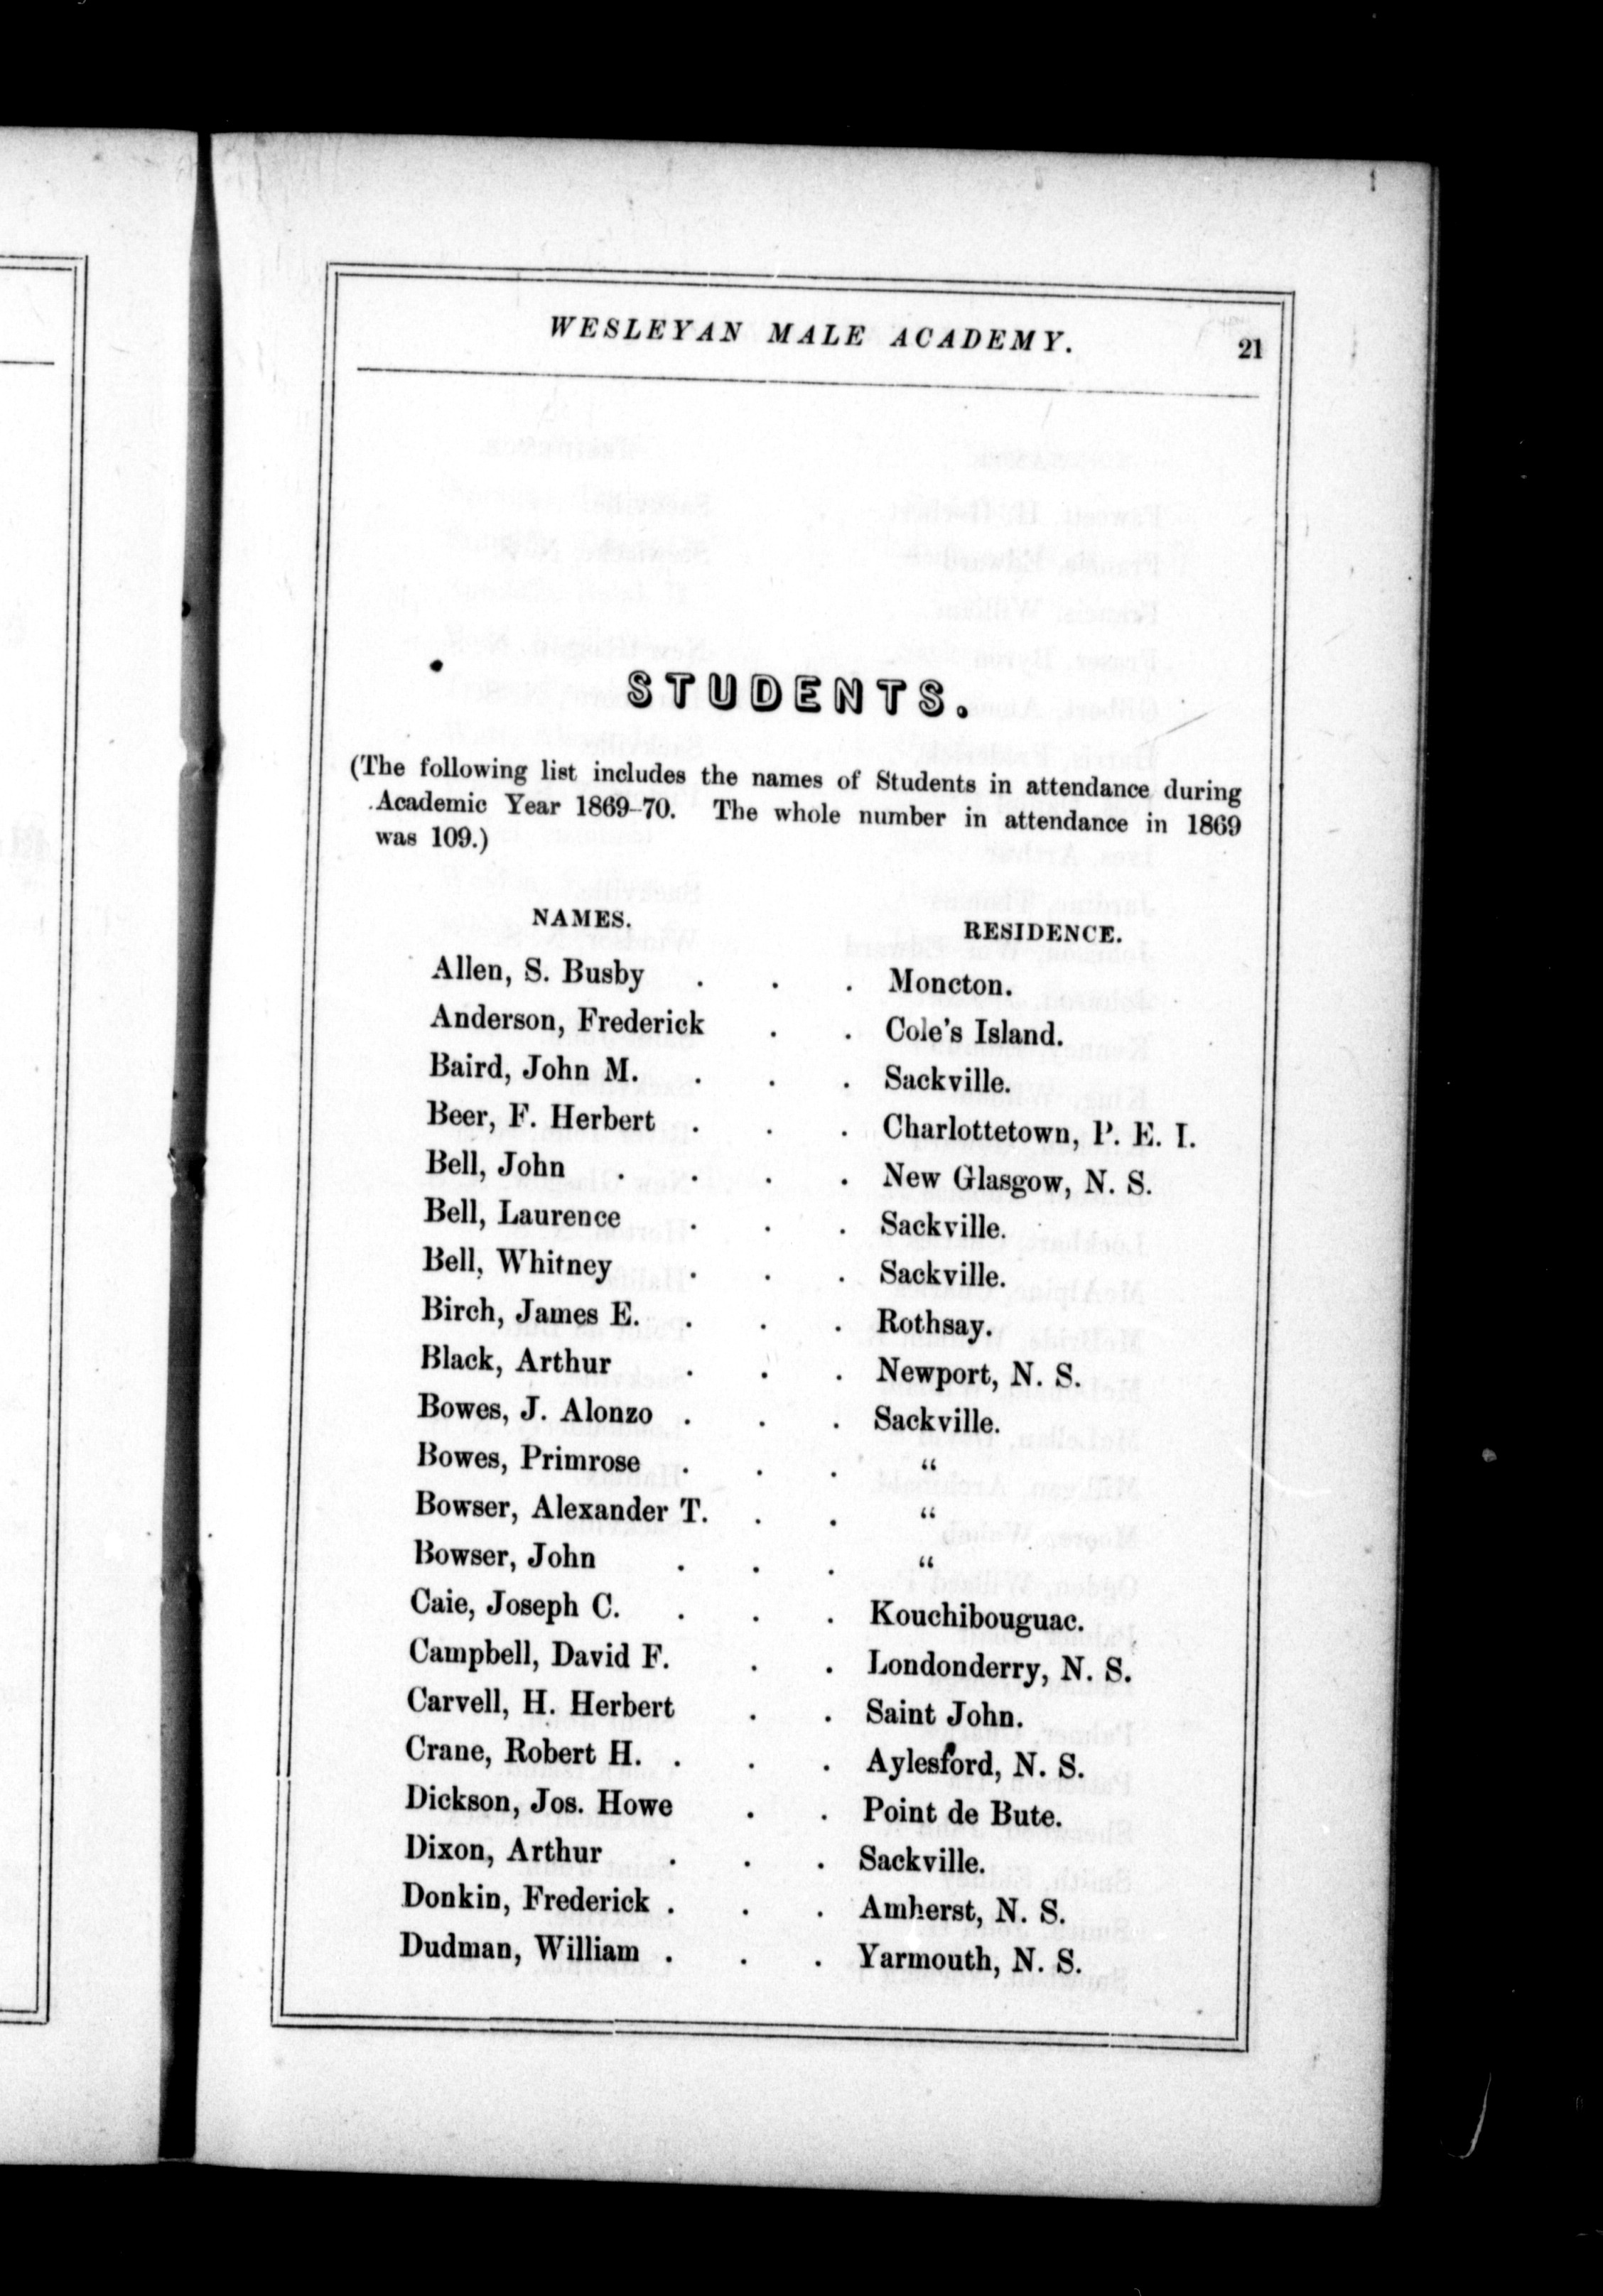 WESLEYAN MALE ACADEMY. 21
STUDENTS.
(The following list includes the names of Students in attendance during
Academic Year 1869-70. The whole number in attendance in 1869
was 109.)
NAMES. RESIDENCE.
Allen, S. Busby . . . Moncton.
Anderson, Frederick . . Cole's Island.
Baird, John M. . . . Sackville.
Beer, F. Herbert . . . Charlottetown, P. E. I.
Bell, John . . . . New Glasgow, N. S.
Bell, Laurence . . . Sackville.
Bell, Whitney . . . Sackville.
Birch, James E. . . . Rothsay.
Black, Arthur . . . Newport, N. S.
Bowes, J. Alonzo . . . Sackville.
Bowes, Primrose . . . “
Bowser, Alexander T. . . “
Bowser, John . . . “
Caie, Joseph C. . . . Kouchibouguac.
Campbell, David F. . . Londonderry, N. S.
Carvell, H. Herbert . . Saint John.
Crane, Robert H. . . . Aylesford, N. S.
Dickson, Jos. Howe . . Point de Bute.
Dixon, Arthur . . . Sackville.
Donkin, Frederick . . . Amherst, N. S.
Dudman, William . . . Yarmouth, N. S.